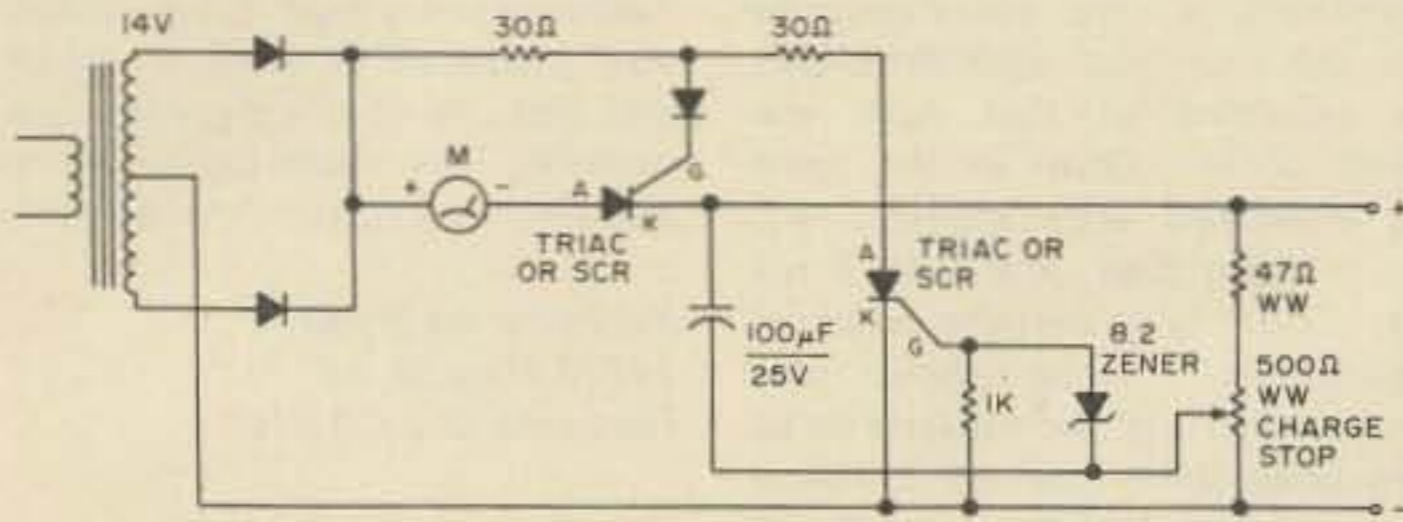 14V
30Ω
30Ω
M
+
-
A
G
K
TRIAC
OR SCR
A
TRIAC OR
SCR
K
G
100µF
25V
1K
8.2
ZENER
47Ω
WW
500Ω
WW
CHARGE
STOP
+
-